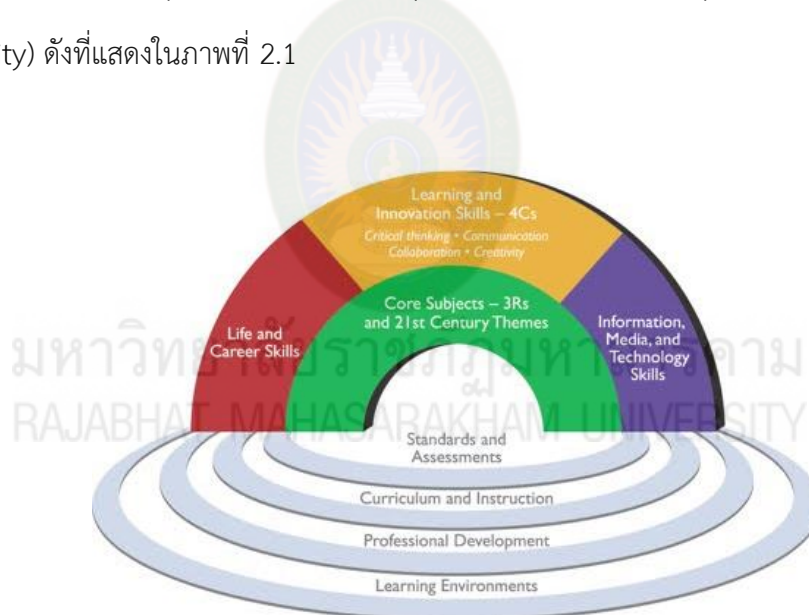 ty) ดังที่แสดงในภาพที่ 2.1
Learning and
Innovation Skills – 4Cs
Critical thinking • Communication
Collaboration • Creativity
Core Subjects – 3Rs
and 21st Century Themes
Life and
Career Skills
Information,
Media, and
Technology
Skills
มหาวิทยาลัยราชภัฏมหาสารคาม
RAJABHAT MAHASARAKHAM UNIVERSITY
Standards and
Assessments
Curriculum and Instruction
Professional Development
Learning Environments